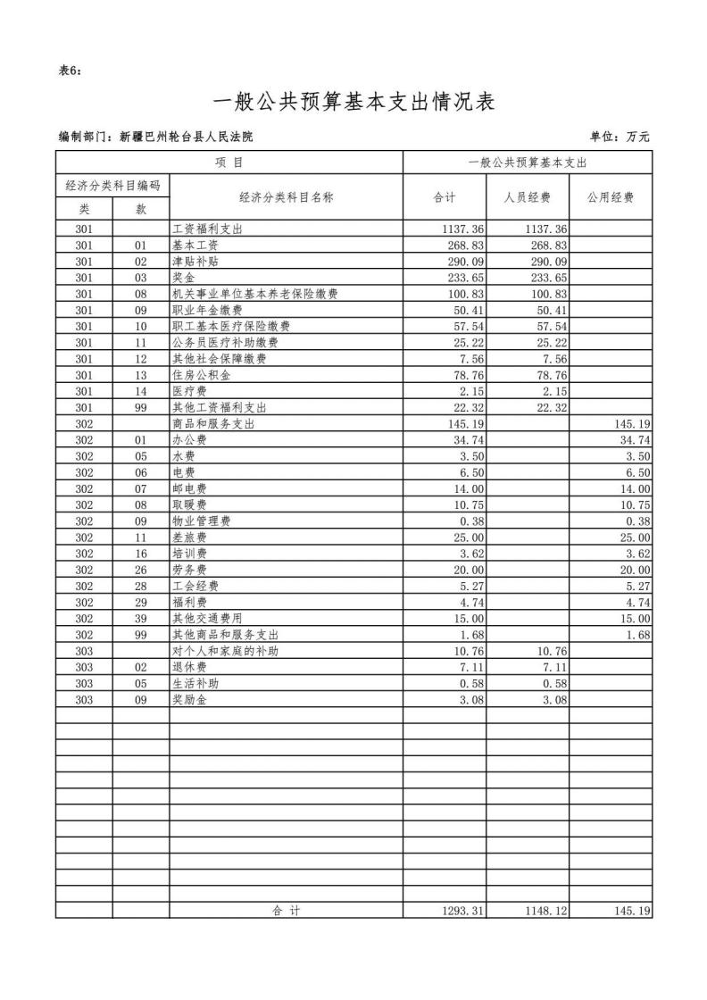 表6:
一般公共预算基本支出情况表
编制部门：新疆巴州轮台县人民法院 单位：万元
项 目 一般公共预算基本支出
经济分类科目编码 经济分类科目名称 合计 人员经费 公用经费
类 款
301 工资福利支出 1137.36 1137.36
301 01 基本工资 268.83 268.83
301 02 津贴补贴 290.09 290.09
301 03 奖金 233.65 233.65
301 08 机关事业单位基本养老保险缴费 100.83 100.83
301 09 职业年金缴费 50.41 50.41
301 10 职工基本医疗保险缴费 57.54 57.54
301 11 公务员医疗补助缴费 25.22 25.22
301 12 其他社会保障缴费 7.56 7.56
301 13 住房公积金 78.76 78.76
301 14 医疗费 2.15 2.15
301 99 其他工资福利支出 22.32 22.32
302 商品和服务支出 145.19 145.19
302 01 办公费 34.74 34.74
302 05 水费 3.50 3.50
302 06 电费 6.50 6.50
302 07 邮电费 14.00 14.00
302 08 取暖费 10.75 10.75
302 09 物业管理费 0.38 0.38
302 11 差旅费 25.00 25.00
302 16 培训费 3.62 3.62
302 26 劳务费 20.00 20.00
302 28 工会经费 5.27 5.27
302 29 福利费 4.74 4.74
302 39 其他交通费用 15.00 15.00
302 99 其他商品和服务支出 1.68 1.68
303 对个人和家庭的补助 10.76 10.76
303 02 退休费 7.11 7.11
303 05 生活补助 0.58 0.58
303 09 奖励金 3.08 3.08
合 计 1293.31 1148.12 145.19